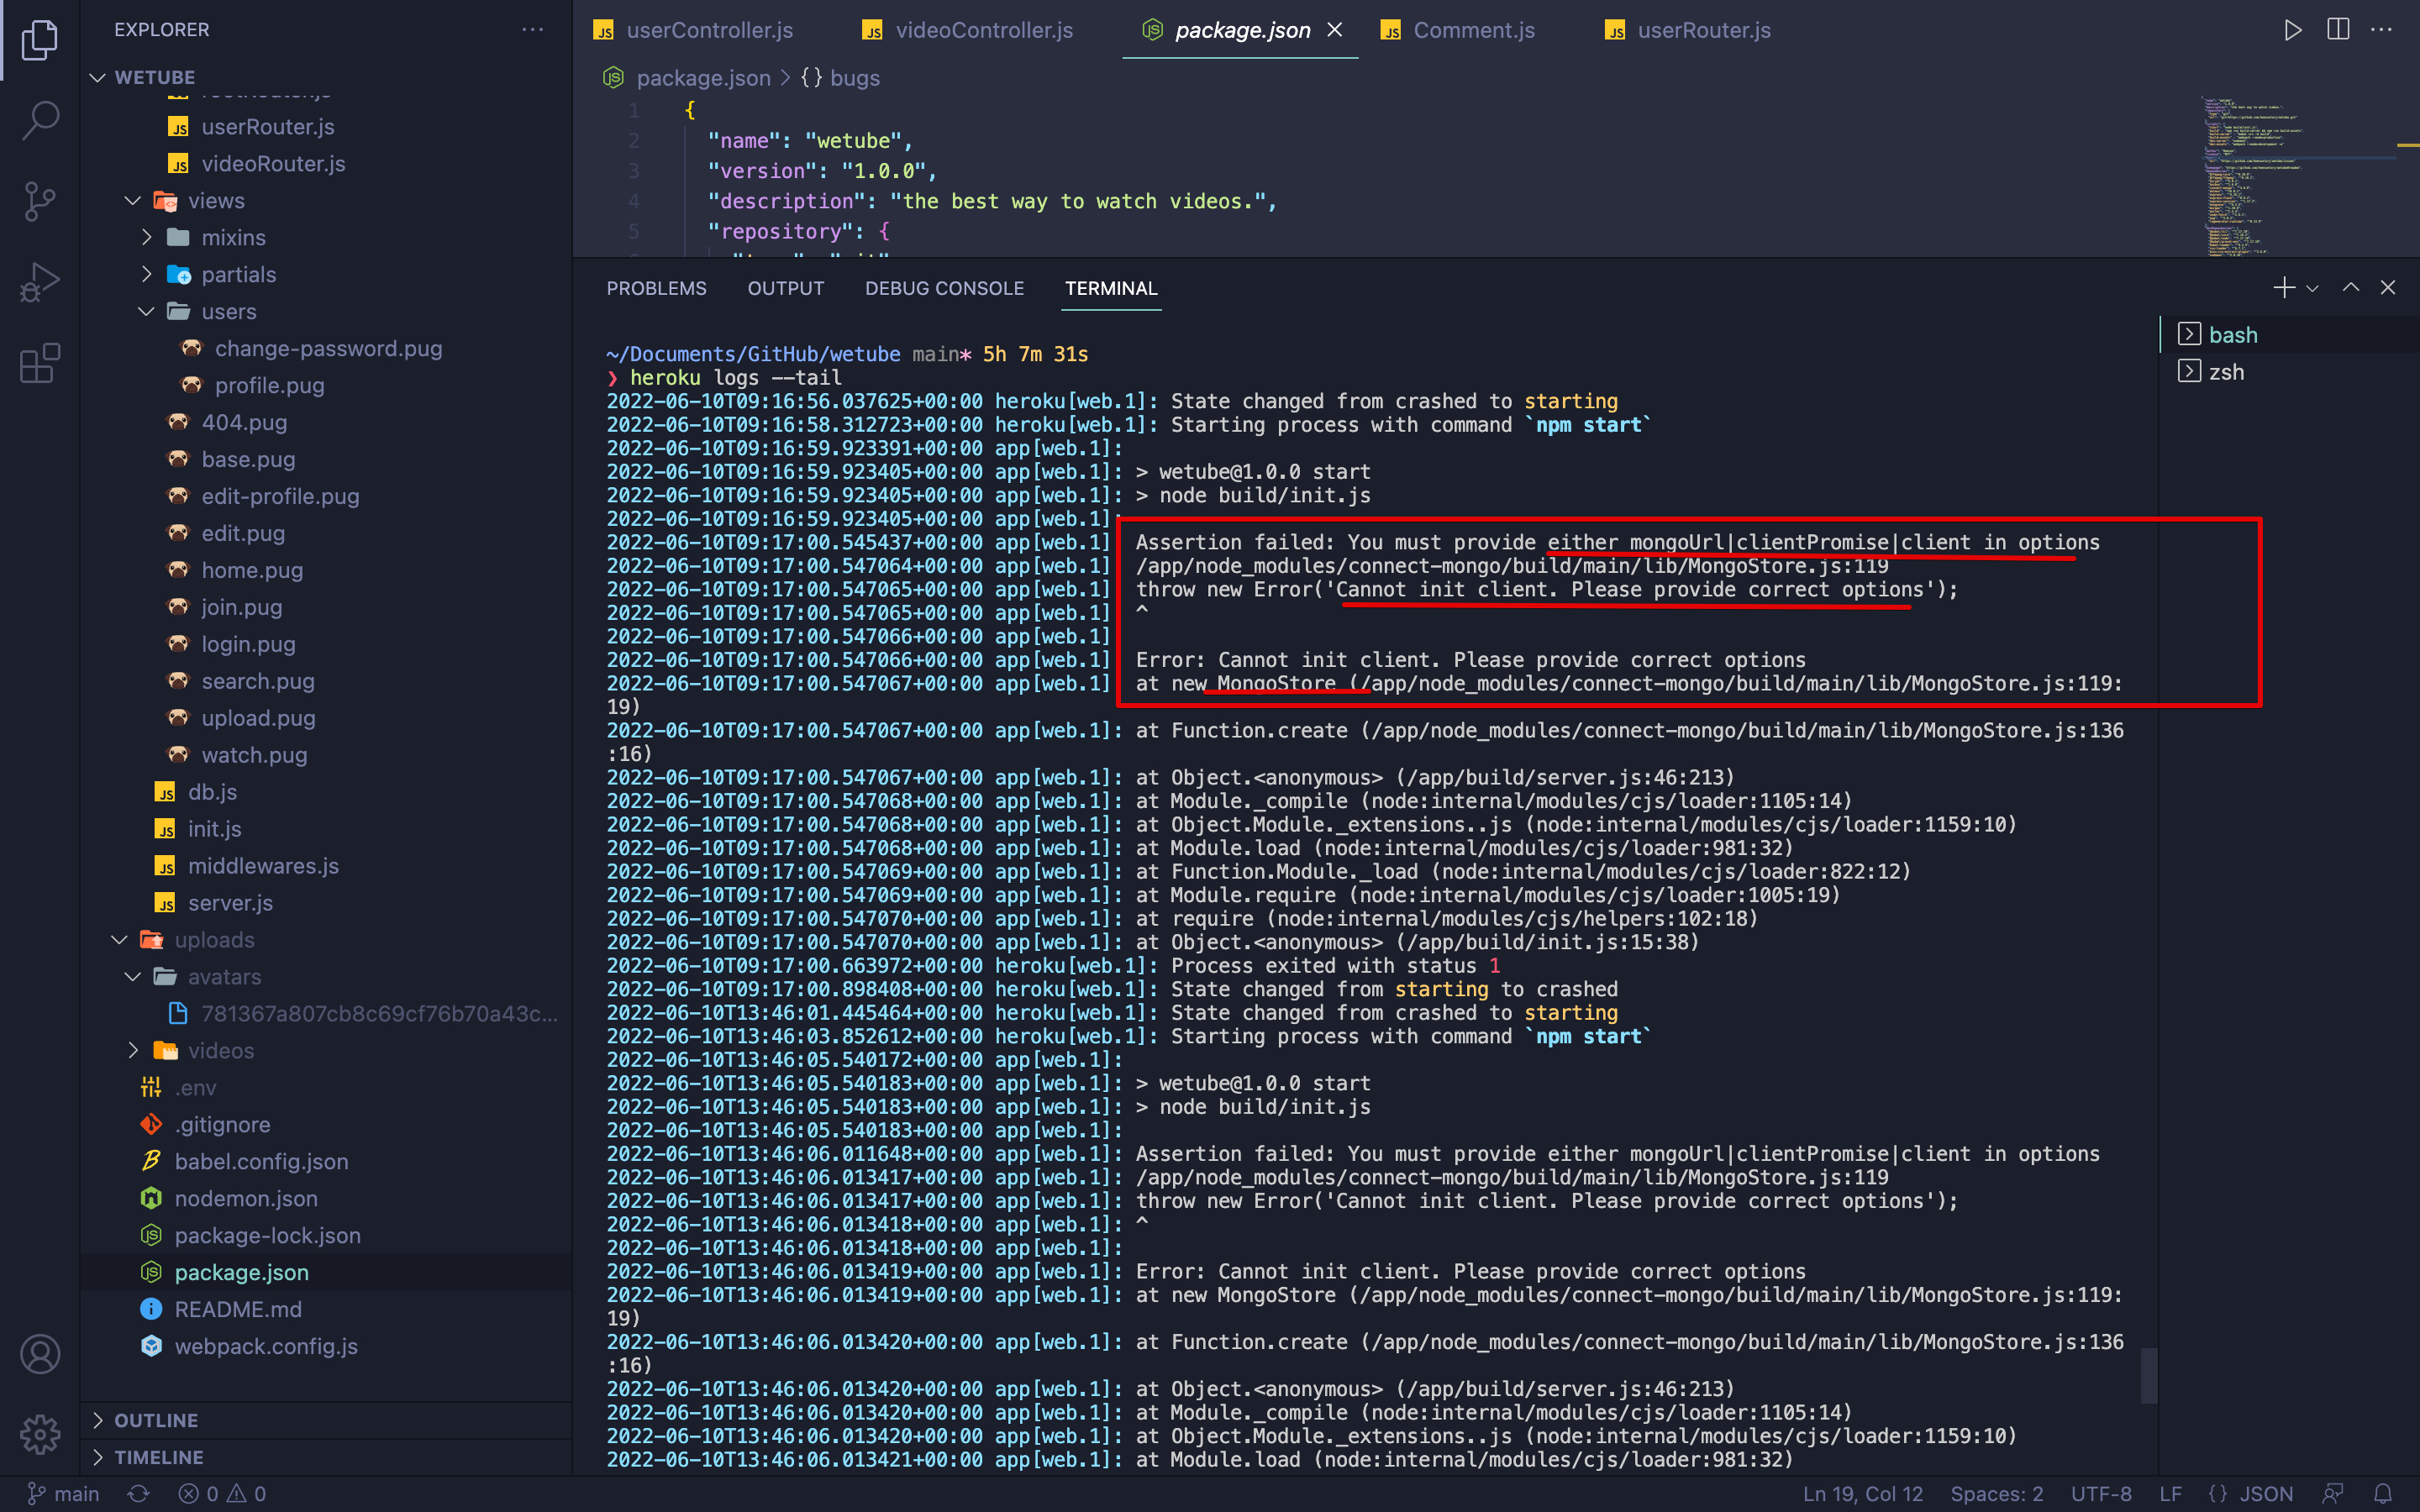 EXPLORER
WETUBE
userRouter.js
videoRouter.js
views
mixins
partials
users
change-password.pug
profile.pug
404.pug
base.pug
edit-profile.pug
edit.pug
home.pug
join.pug
login.pug
search.pug
upload.pug
watch.pug
db.js
init.js
middlewares.js
server.js
uploads
avatars
781367a807cb8c69cf76b70a43c...
videos
.env
.gitignore
babel.config.json
nodemon.json
package-lock.json
package.json
README.md
webpack.config.js
OUTLINE
TIMELINE
userController.js videoController.js package.json Comment.js userRouter.js
package.json > {} bugs
1 {
2 "name": "wetube",
3 "version": "1.0.0",
4 "description": "the best way to watch videos.",
5 "repository": {
PROBLEMS OUTPUT DEBUG CONSOLE TERMINAL
bash
zsh
~/Documents/GitHub/wetube main* 5h 7m 31s
❯ heroku logs --tail
2022-06-10T09:16:56.037625+00:00 heroku[web.1]: State changed from crashed to starting
2022-06-10T09:16:58.312723+00:00 heroku[web.1]: Starting process with command `npm start`
2022-06-10T09:16:59.923391+00:00 app[web.1]:
2022-06-10T09:16:59.923405+00:00 app[web.1]: > wetube@1.0.0 start
2022-06-10T09:16:59.923405+00:00 app[web.1]: > node build/init.js
2022-06-10T09:16:59.923405+00:00 app[web.1]:
2022-06-10T09:17:00.545437+00:00 app[web.1] Assertion failed: You must provide either mongoUrl|clientPromise|client in options
2022-06-10T09:17:00.547064+00:00 app[web.1] /app/node_modules/connect-mongo/build/main/lib/MongoStore.js:119
2022-06-10T09:17:00.547065+00:00 app[web.1] throw new Error('Cannot init client. Please provide correct options');
2022-06-10T09:17:00.547065+00:00 app[web.1] ^
2022-06-10T09:17:00.547066+00:00 app[web.1]
2022-06-10T09:17:00.547066+00:00 app[web.1] Error: Cannot init client. Please provide correct options
2022-06-10T09:17:00.547067+00:00 app[web.1] at new MongoStore (/app/node_modules/connect-mongo/build/main/lib/MongoStore.js:119:
19)
2022-06-10T09:17:00.547067+00:00 app[web.1]: at Function.create (/app/node_modules/connect-mongo/build/main/lib/MongoStore.js:136
:16)
2022-06-10T09:17:00.547067+00:00 app[web.1]: at Object.<anonymous> (/app/build/server.js:46:213)
2022-06-10T09:17:00.547068+00:00 app[web.1]: at Module._compile (node:internal/modules/cjs/loader:1105:14)
2022-06-10T09:17:00.547068+00:00 app[web.1]: at Object.Module._extensions..js (node:internal/modules/cjs/loader:1159:10)
2022-06-10T09:17:00.547068+00:00 app[web.1]: at Module.load (node:internal/modules/cjs/loader:981:32)
2022-06-10T09:17:00.547069+00:00 app[web.1]: at Function.Module._load (node:internal/modules/cjs/loader:822:12)
2022-06-10T09:17:00.547069+00:00 app[web.1]: at Module.require (node:internal/modules/cjs/loader:1005:19)
2022-06-10T09:17:00.547070+00:00 app[web.1]: at require (node:internal/modules/cjs/helpers:102:18)
2022-06-10T09:17:00.547070+00:00 app[web.1]: at Object.<anonymous> (/app/build/init.js:15:38)
2022-06-10T09:17:00.663972+00:00 heroku[web.1]: Process exited with status 1
2022-06-10T09:17:00.898408+00:00 heroku[web.1]: State changed from starting to crashed
2022-06-10T13:46:01.445464+00:00 heroku[web.1]: State changed from crashed to starting
2022-06-10T13:46:03.852612+00:00 heroku[web.1]: Starting process with command `npm start`
2022-06-10T13:46:05.540172+00:00 app[web.1]:
2022-06-10T13:46:05.540183+00:00 app[web.1]: > wetube@1.0.0 start
2022-06-10T13:46:05.540183+00:00 app[web.1]: > node build/init.js
2022-06-10T13:46:05.540183+00:00 app[web.1]:
2022-06-10T13:46:06.011648+00:00 app[web.1]: Assertion failed: You must provide either mongoUrl|clientPromise|client in options
2022-06-10T13:46:06.013417+00:00 app[web.1]: /app/node_modules/connect-mongo/build/main/lib/MongoStore.js:119
2022-06-10T13:46:06.013417+00:00 app[web.1]: throw new Error('Cannot init client. Please provide correct options');
2022-06-10T13:46:06.013418+00:00 app[web.1]: ^
2022-06-10T13:46:06.013418+00:00 app[web.1]:
2022-06-10T13:46:06.013419+00:00 app[web.1]: Error: Cannot init client. Please provide correct options
2022-06-10T13:46:06.013419+00:00 app[web.1]: at new MongoStore (/app/node_modules/connect-mongo/build/main/lib/MongoStore.js:119:
19)
2022-06-10T13:46:06.013420+00:00 app[web.1]: at Function.create (/app/node_modules/connect-mongo/build/main/lib/MongoStore.js:136
:16)
2022-06-10T13:46:06.013420+00:00 app[web.1]: at Object.<anonymous> (/app/build/server.js:46:213)
2022-06-10T13:46:06.013420+00:00 app[web.1]: at Module._compile (node:internal/modules/cjs/loader:1105:14)
2022-06-10T13:46:06.013420+00:00 app[web.1]: at Object.Module._extensions..js (node:internal/modules/cjs/loader:1159:10)
2022-06-10T13:46:06.013421+00:00 app[web.1]: at Module.load (node:internal/modules/cjs/loader:981:32)
main 0 0 Ln 19, Col 12 Spaces: 2 UTF-8 LF {} JSON